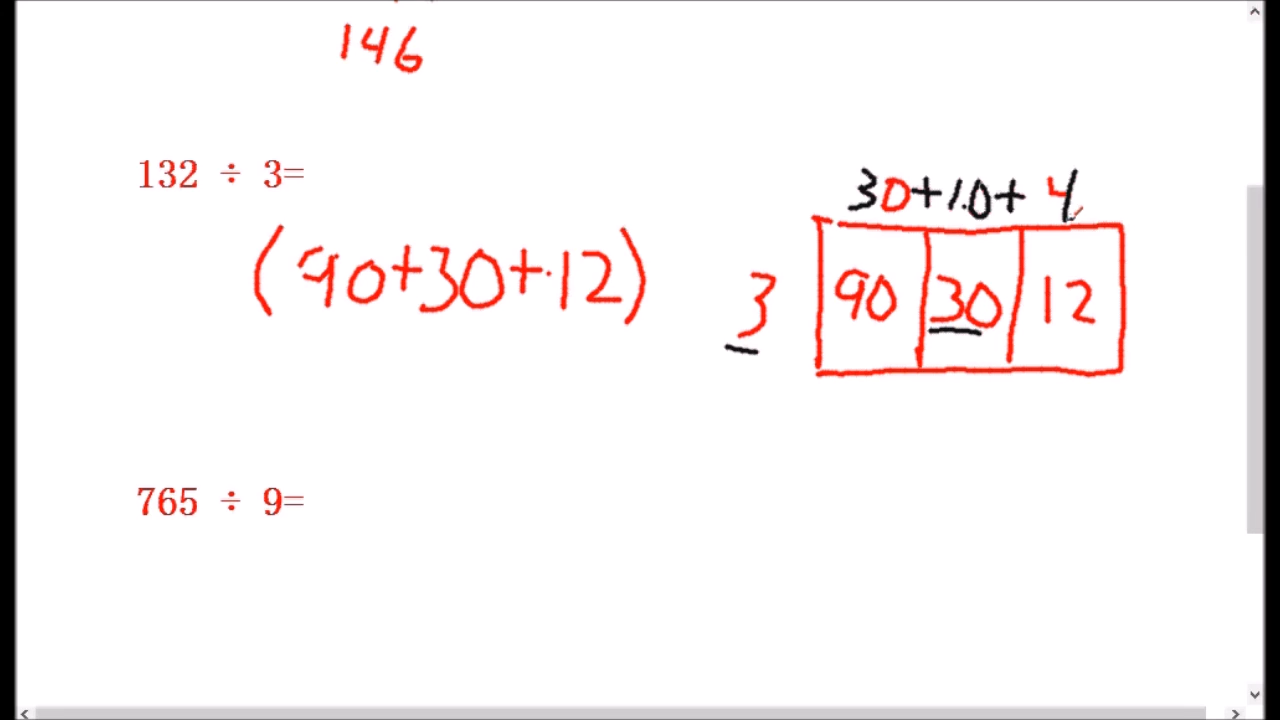 146
132 ÷ 3=
30+10+ 4
(90+30+12)
3 90 30 12
765 ÷ 9=